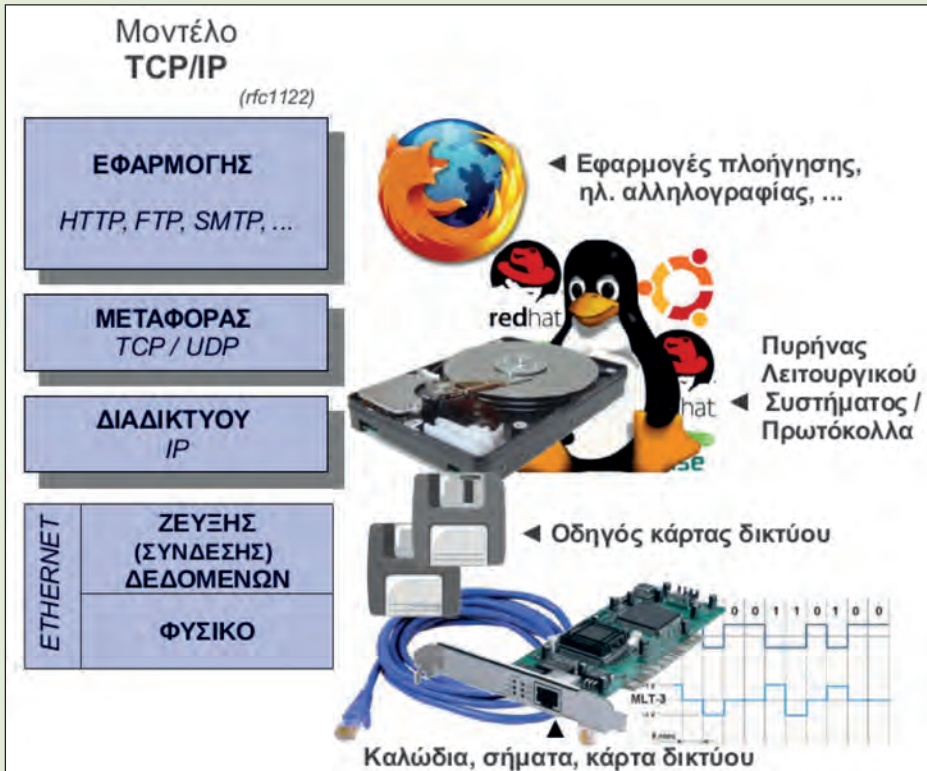 Μοντέλο
TCP/IP
(rfc1122)
ΕΦΑΡΜΟΓΗΣ
HTTP, FTP, SMTP, ...
◄ Εφαρμογές πλοήγησης,
ηλ. αλληλογραφίας, ...
ΜΕΤΑΦΟΡΑΣ
TCP / UDP
redhat
ΔΙΑΔΙΚΤΥΟΥ
IP
Πυρήνας
Λειτουργικού
◄ Συστήματος /
Πρωτόκολλα
hat
se
ETHERNET
ΖΕΥΞΗΣ
(ΣΥΝΔΕΣΗΣ)
ΔΕΔΟΜΕΝΩΝ
ΦΥΣΙΚΟ
◄ Οδηγός κάρτας δικτύου
0 0 1 1 0 1 0 0
MLT-3
▲
Καλώδια, σήματα, κάρτα δικτύου